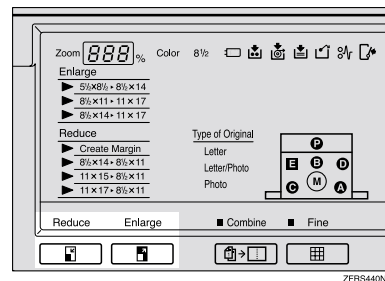 Zoom 888 % Color 8½
Enlarge
5½×8½ 8½×14
8½×11 11×17
8½×14 11×17
Reduce
Create Margin
8½×14 8½×11
11×15 8½×11
11×17 8½×11
Type of Original
Letter
Letter/Photo
Photo
P
E B D
C M A
Reduce Enlarge
Combine Fine
ZFRS440N